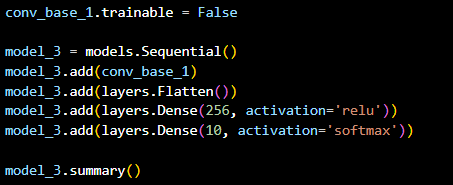 conv_base_1.trainable = False
model_3 = models.Sequential()
model_3.add(conv_base_1)
model_3.add(layers.Flatten())
model_3.add(layers.Dense(256, activation='relu'))
model_3.add(layers.Dense(10, activation='softmax'))
model_3.summary()